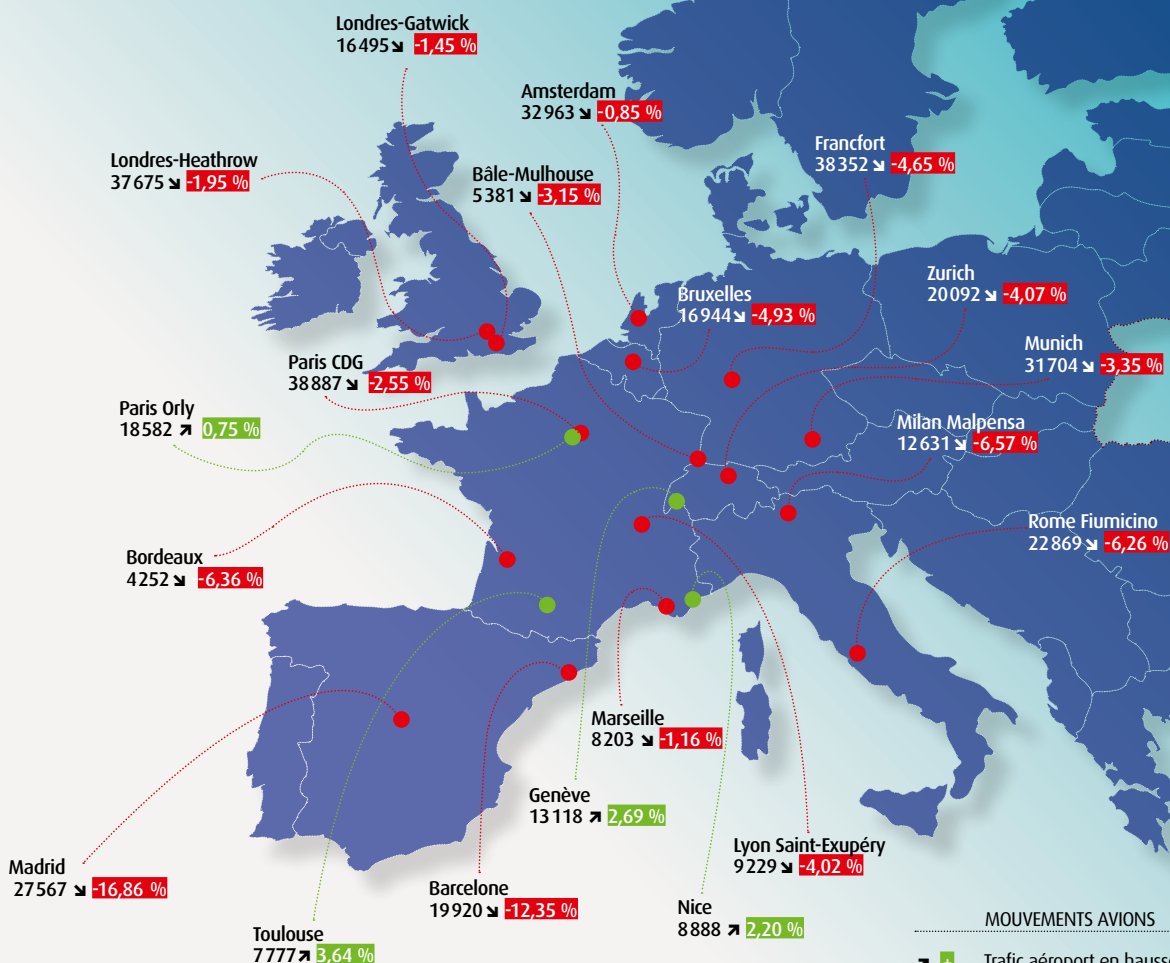 Londres-Gatwick
16495 ↘ -1,45 %
Amsterdam
32963 ↘ -0,85 %
Francfort
38352 ↘ -4,65 %
Londres-Heathrow
37675 ↘ -1,95 %
Bâle-Mulhouse
5381 ↘ -3,15 %
Zurich
20092 ↘ -4,07 %
Bruxelles
16944 ↘ -4,93 %
Munich
31704 ↘ -3,35 %
Paris CDG
38887 ↘ -2,55 %
Paris Orly
18582 ↗ 0,75 %
Milan Malpensa
12631 ↘ -6,57 %
Rome Fiumicino
22869 ↘ -6,26 %
Bordeaux
4252 ↘ -6,36 %
Marseille
8203 ↘ -1,16 %
Genève
13118 ↗ 2,69 %
Lyon Saint-Exupéry
9229 ↘ -4,02 %
Madrid
27567 ↘ -16,86 %
Barcelone
19920 ↘ -12,35 %
Nice
8888 ↗ 2,20 %
Toulouse
7777 ↗ 3,64 %
MOUVEMENTS AVIONS
↗ + Trafic aéroport en hausse